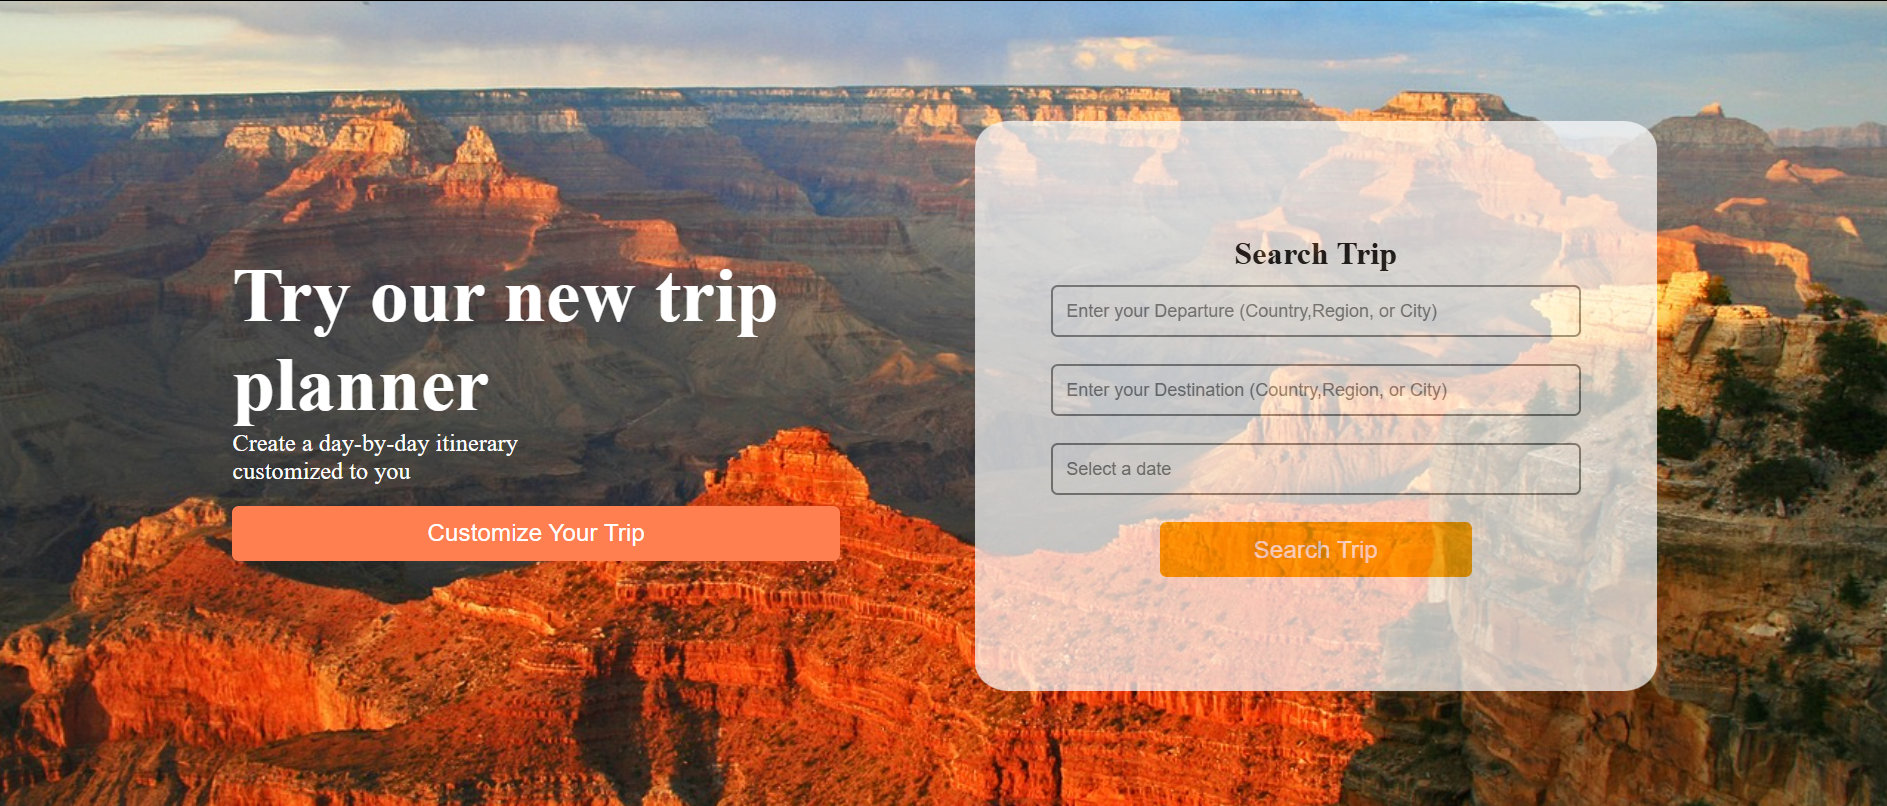 Try our new trip
planner
Create a day-by-day itinerary
customized to you
Customize Your Trip
Search Trip
Enter your Departure (Country,Region, or City)
Enter your Destination (Country,Region, or City)
Select a date
Search Trip